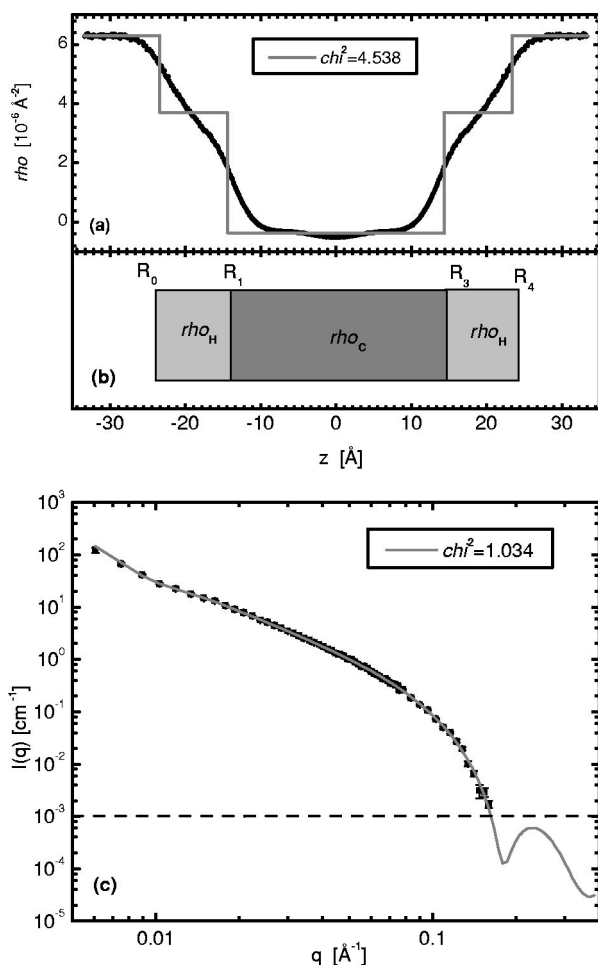 6
4
2
0
rho [10⁻⁶ Å⁻²]
chi²=4.538
(a)
R₀ R₁ R₃ R₄
rho_H rho_C rho_H
(b)
-30 -20 -10 0 10 20 30
z [Å]
10³
10²
10¹
10⁰
10⁻¹
10⁻²
10⁻³
10⁻⁴
10⁻⁵
I(q) [cm⁻¹]
chi²=1.034
(c)
0.01 0.1
q [Å⁻¹]